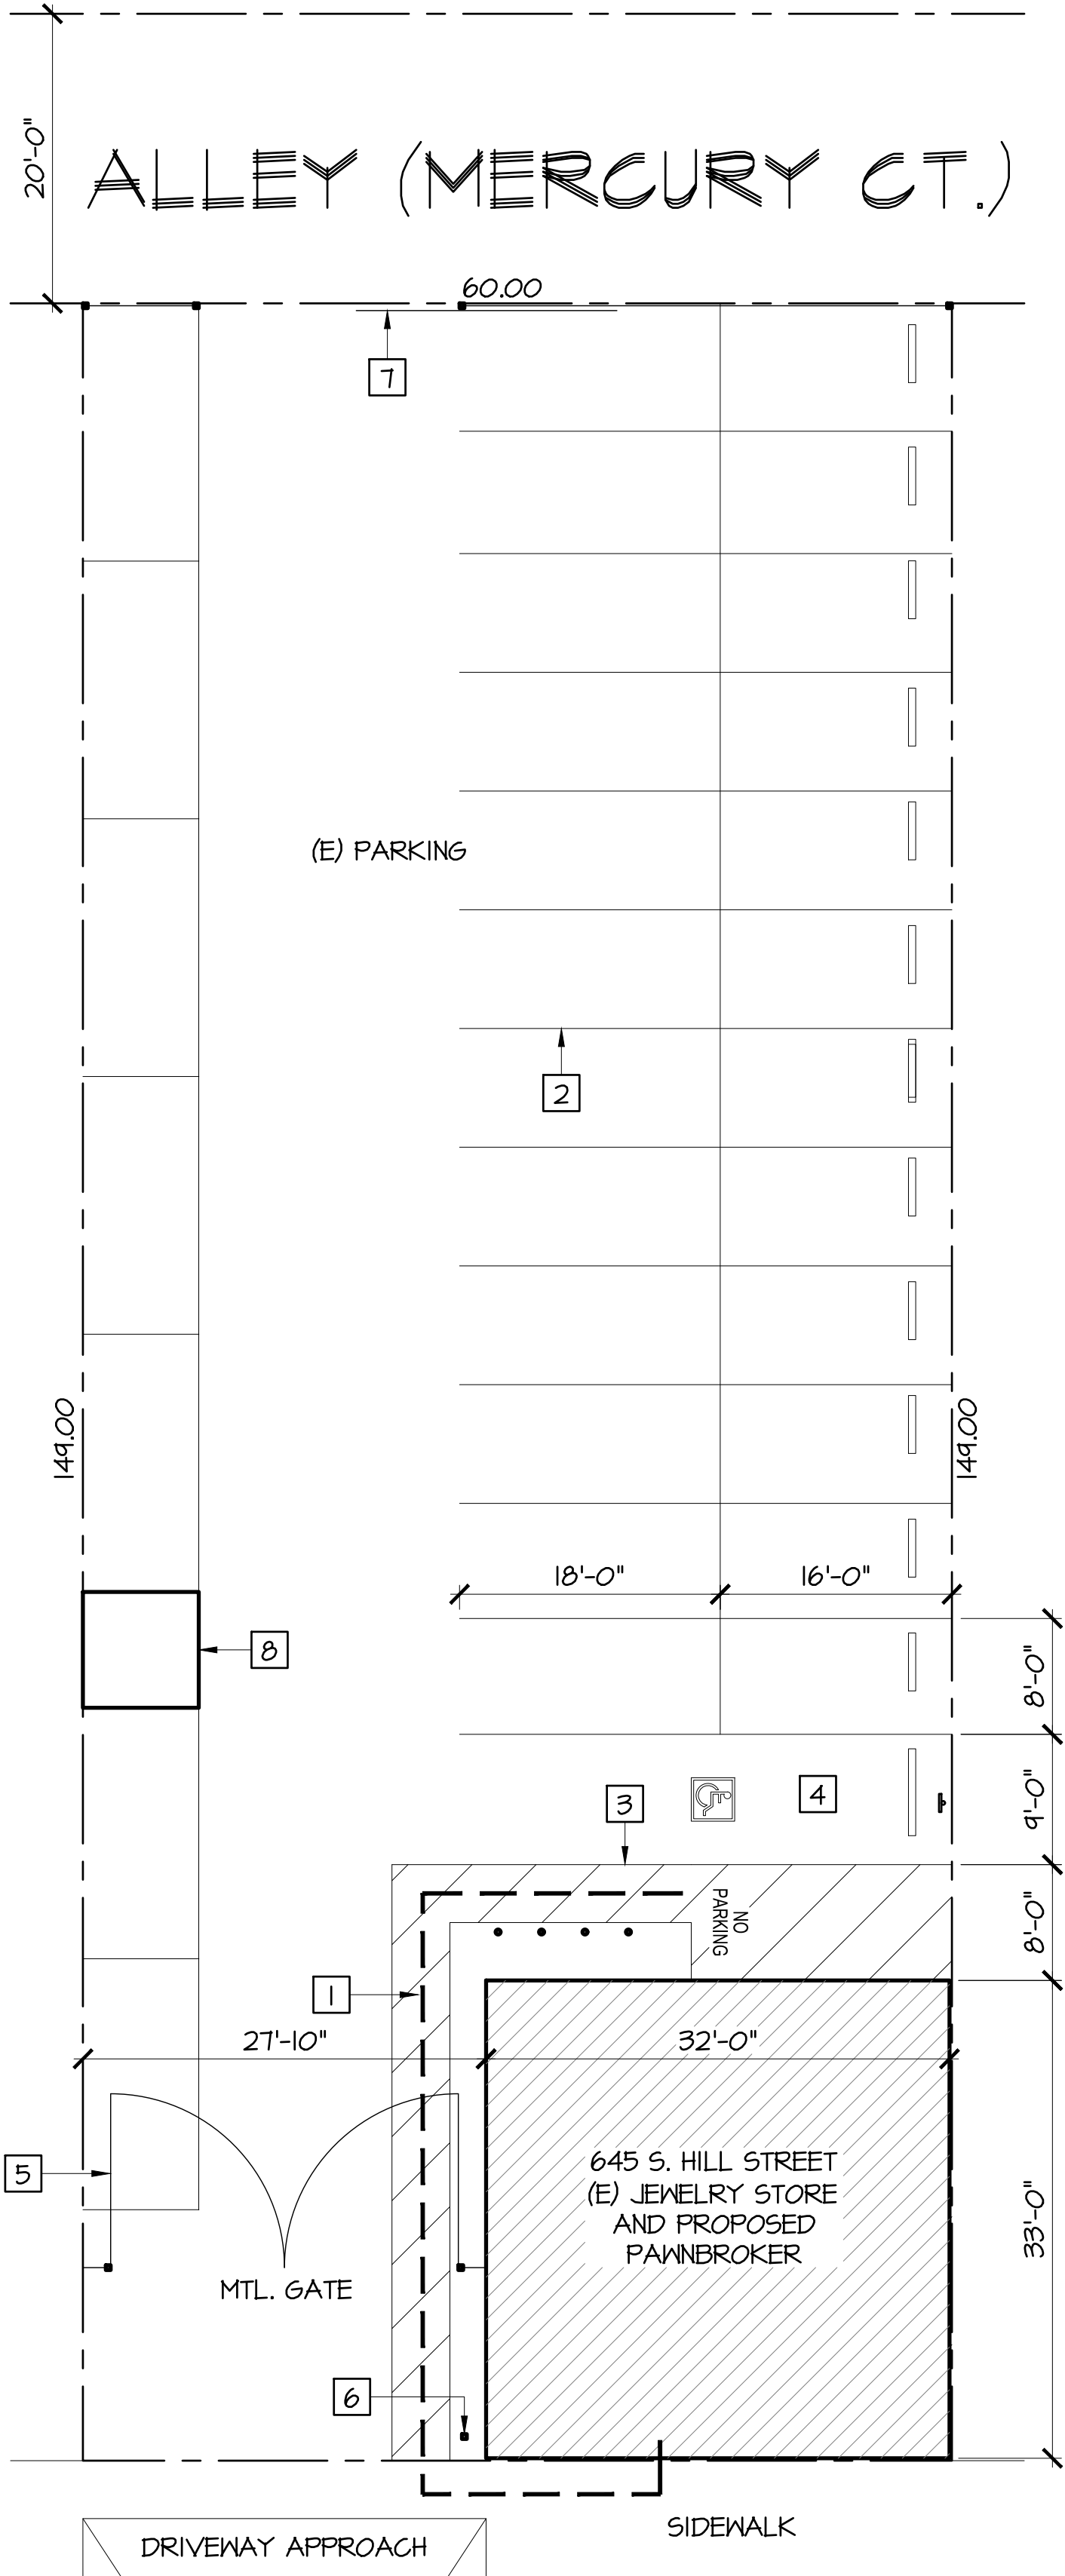 20'-0"
ALLEY (MERCURY CT.)
60.00
7
(E) PARKING
2
149.00
149.00
18'-0"
16'-0"
8
8'-0"
4
3
9'-0"
NO
PARKING
8'-0"
1
27'-10"
32'-0"
5
645 S. HILL STREET
(E) JEWELRY STORE
AND PROPOSED
PAWNBROKER
33'-0"
MTL. GATE
6
SIDEWALK
DRIVEWAY APPROACH